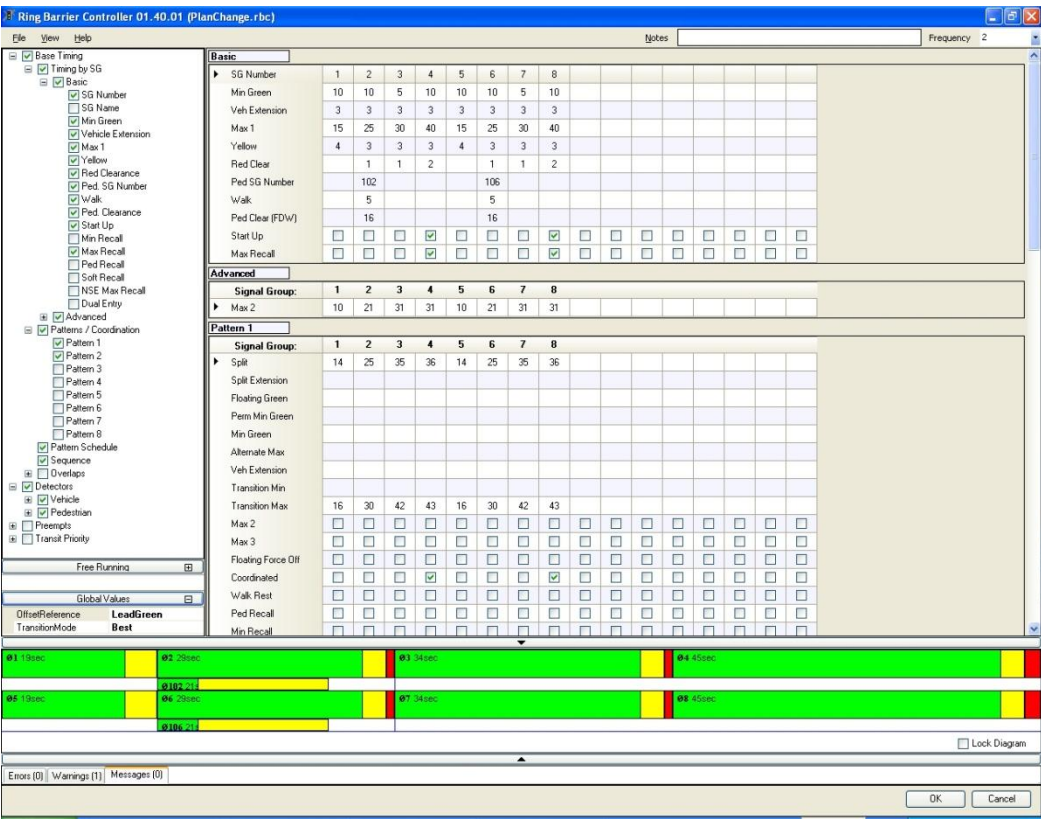 Ring Barrier Controller 01.40.01 (PlanChange.rbc)
File View Help Notes Frequency 2
Base Timing
Timing by SG
Basic
SG Number
SG Name
Min Green
Vehicle Extension
Max 1
Yellow
Red Clearance
Ped. SG Number
Walk
Ped. Clearance
Start Up
Min Recall
Max Recall
Ped Recall
Soft Recall
NSE Max Recall
Dual Entry
Advanced
Patterns / Coordination
Pattern 1
Pattern 2
Pattern 3
Pattern 4
Pattern 5
Pattern 6
Pattern 7
Pattern 8
Pattern Schedule
Sequence
Overlaps
Detectors
Vehicle
Pedestrian
Preempts
Transit Priority
Free Running
Global Values
OffsetReference LeadGreen
TransitionMode Best
Basic
SG Number 1 2 3 4 5 6 7 8
Min Green 10 10 5 10 10 10 5 10
Veh Extension 3 3 3 3 3 3 3 3
Max 1 15 25 30 40 15 25 30 40
Yellow 4 3 3 3 4 3 3 3
Red Clear 1 1 2 1 1 2
Ped SG Number 102 106
Walk 5 5
Ped Clear (FDW) 16 16
Start Up
Max Recall
Advanced
Signal Group: 1 2 3 4 5 6 7 8
Max 2 10 21 31 31 10 21 31 31
Pattern 1
Signal Group: 1 2 3 4 5 6 7 8
Split 14 25 35 36 14 25 35 36
Split Extension
Floating Green
Perm Min Green
Min Green
Alternate Max
Veh Extension
Transition Min
Transition Max 16 30 42 43 16 30 42 43
Max 2
Max 3
Floating Force Off
Coordinated
Walk Rest
Ped Recall
Min Recall
Ø1 19sec Ø2 29sec Ø3 34sec Ø4 45sec
Ø102 21s
Ø5 19sec Ø6 29sec Ø7 34sec Ø8 45sec
Ø106 21s
Lock Diagram
Errors (0) Warnings (1) Messages (0)
OK Cancel